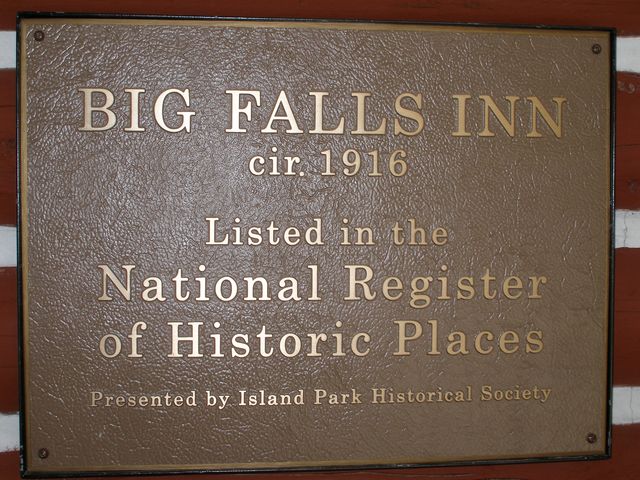 BIG FALLS INN
cir. 1916
Listed in the
National Register
of Historic Places
Presented by Island Park Historical Society